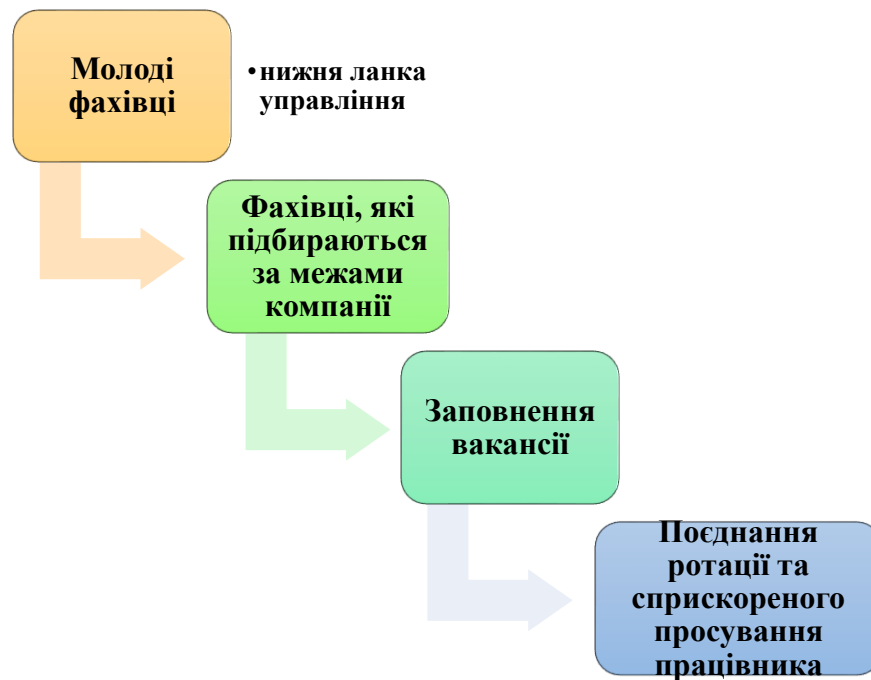 Молоді
фахівці
•нижня ланка
управління
Фахівці, які
підбираються
за межами
компанії
Заповнення
вакансії
Поєднання
ротації та
сприскореного
просування
працівника